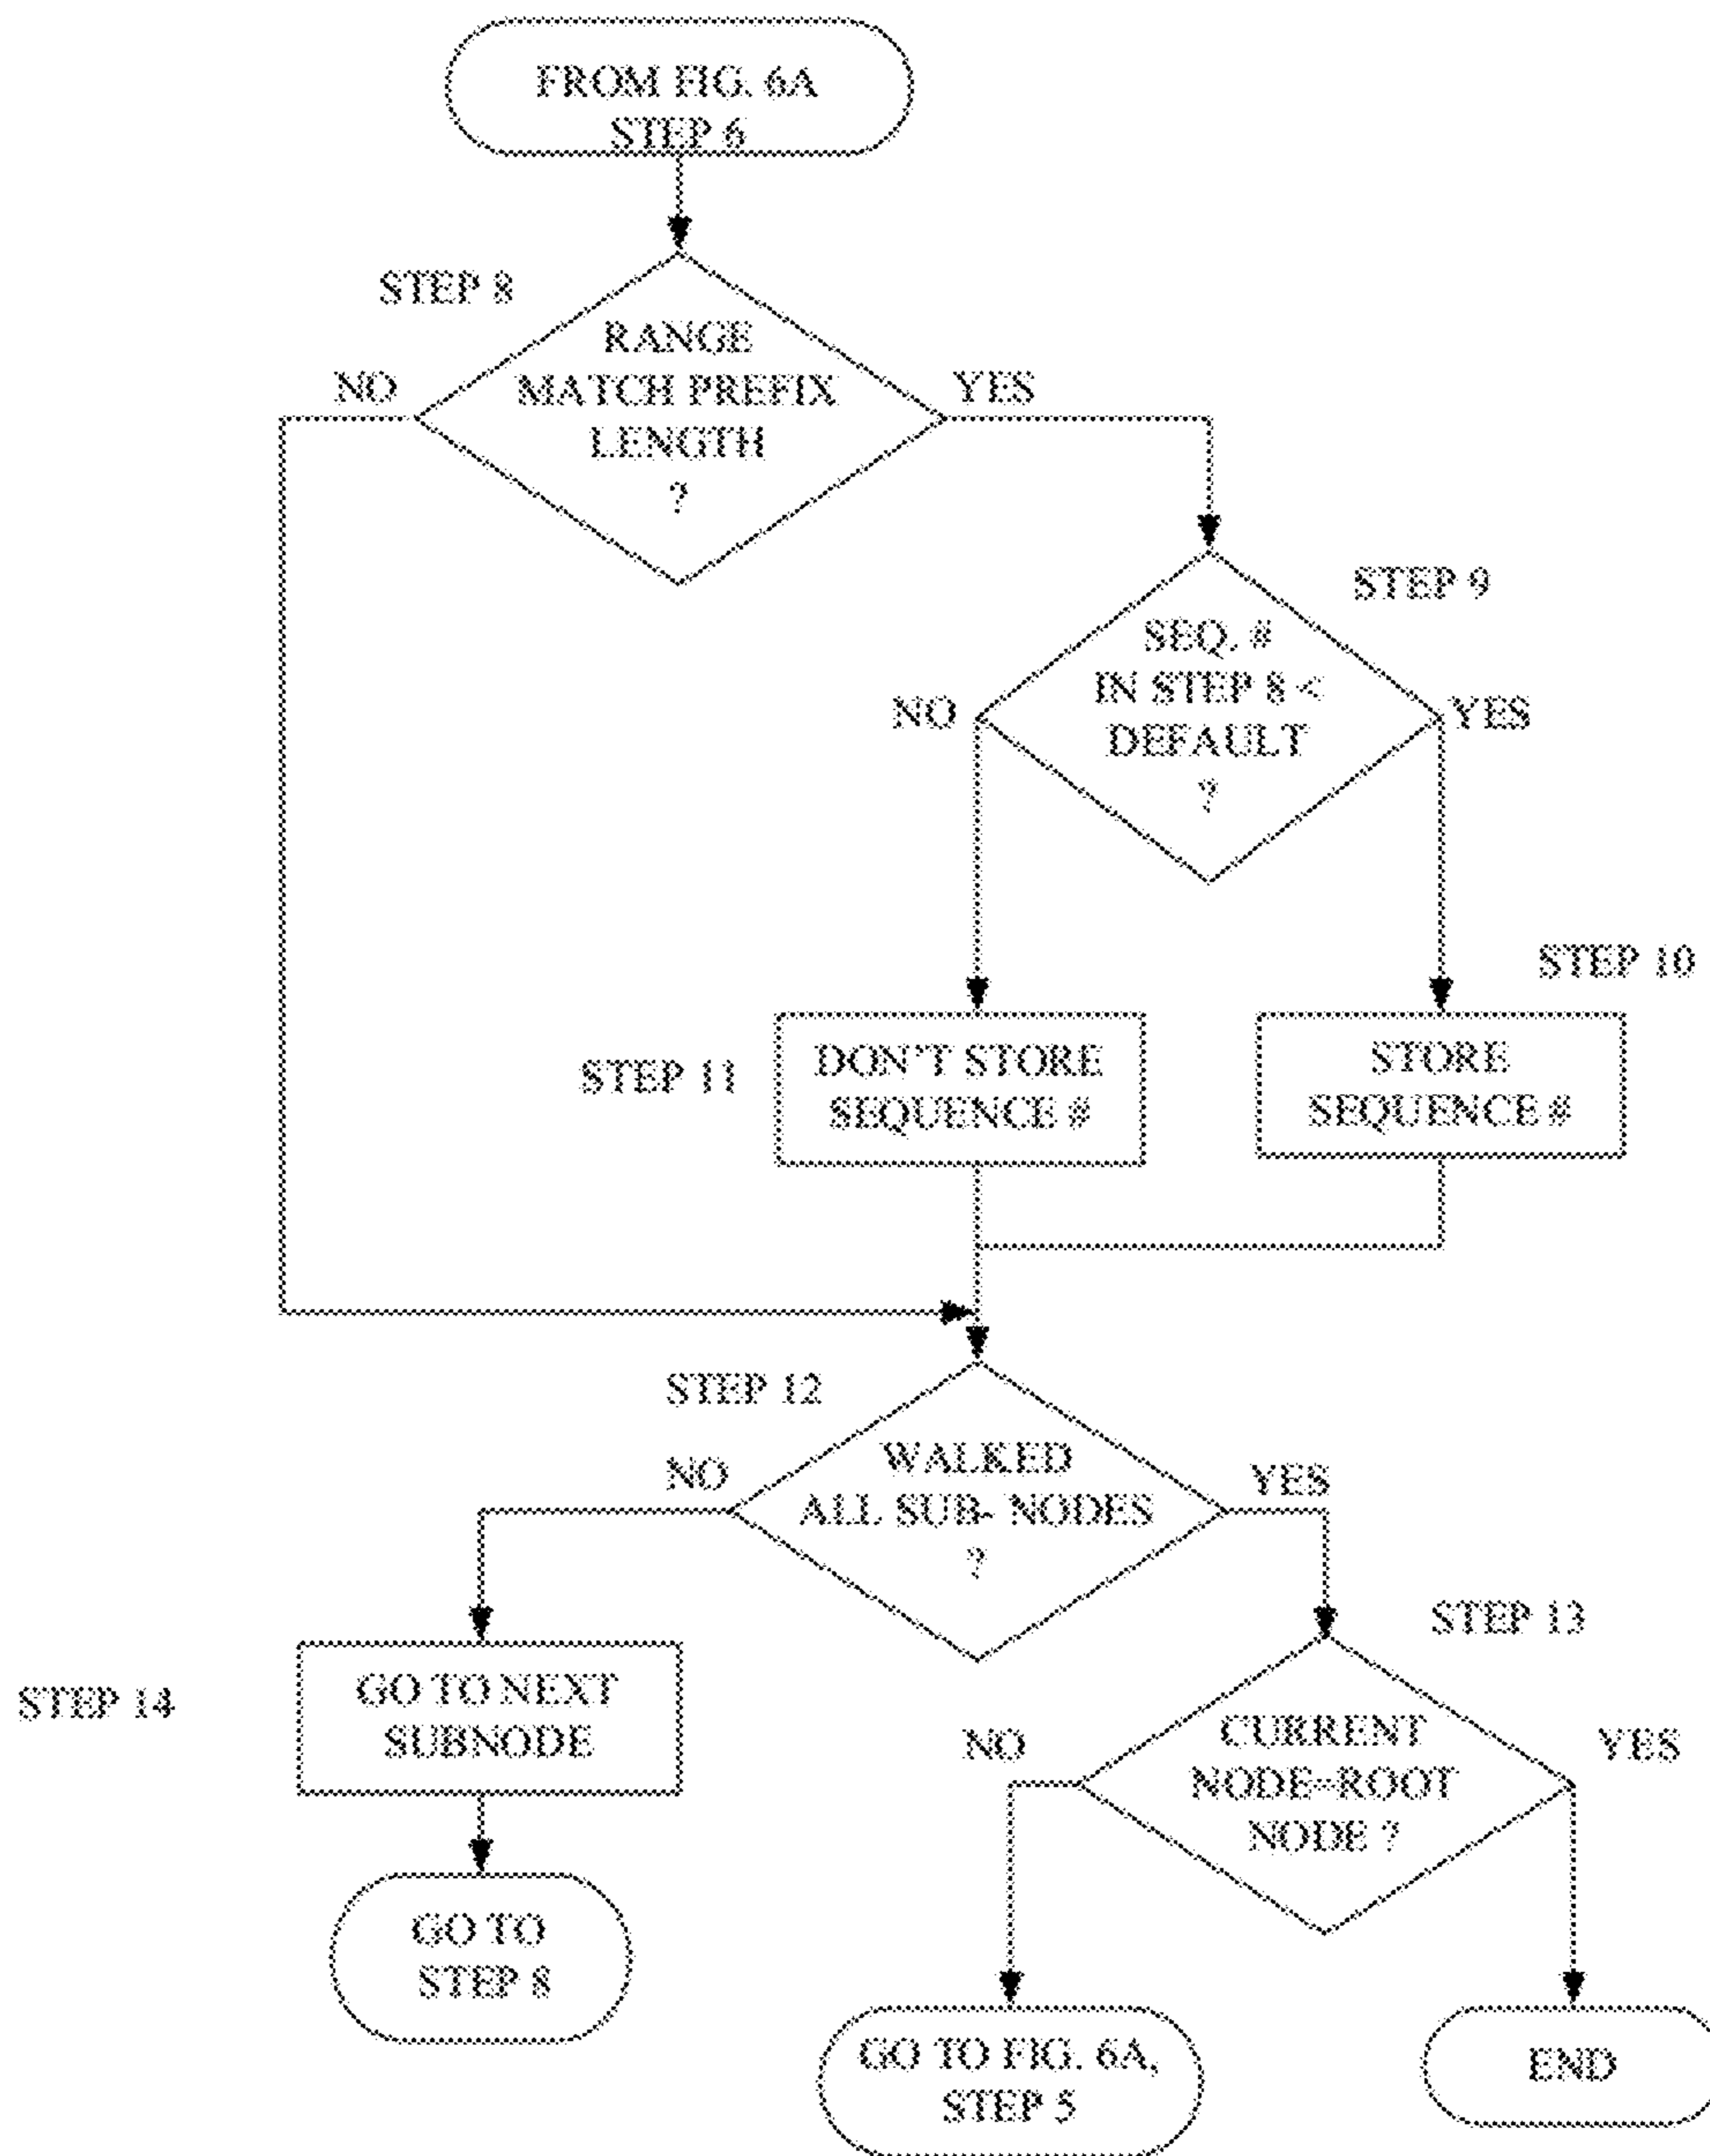 FROM FIG. 6A
STEP 6
STEP 8
RANGE
MATCH PREFIX
LENGTH
?
NO
YES
STEP 9
SEQ. #
IN STEP 8 <
DEFAULT
?
NO
YES
STEP 10
STEP 11
DON'T STORE
SEQUENCE #
STORE
SEQUENCE #
STEP 12
WALKED
ALL SUB- NODES
?
NO
YES
STEP 13
STEP 14
GO TO NEXT
SUBNODE
CURRENT
NODE=ROOT
NODE ?
NO
YES
GO TO
STEP 8
GO TO FIG. 6A,
STEP 5
END